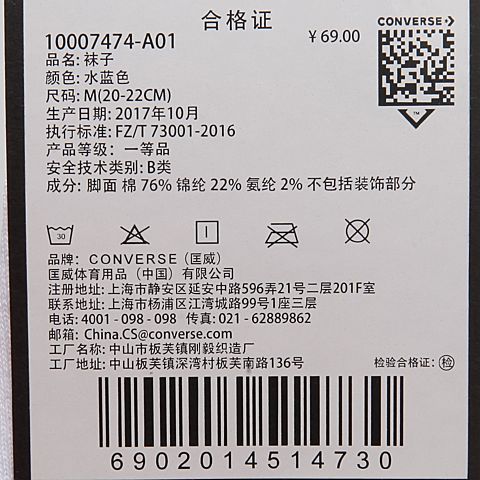 合格证
CONVERSE
10007474-A01
¥69.00
品名: 袜子
颜色: 水蓝色
尺码: M(20-22CM)
生产日期: 2017年10月
执行标准: FZ/T 73001-2016
产品等级: 一等品
安全技术类别: B类
成分: 脚面 棉 76% 锦纶 22% 氨纶 2% 不包括装饰部分
30
品牌: CONVERSE (匡威)
匡威体育用品(中国)有限公司
注册地址: 上海市静安区延安中路596弄21号二层201F室
联系地址: 上海市杨浦区江湾城路99号1座三层
电话: 4001-098-098 传真: 021-62889862
邮箱: China.CS@converse.com
工厂名称: 中山市板芙镇刚毅织造厂
工厂地址: 中山板芙镇深湾村板芙南路136号
检验合格证: 检
6902014514730